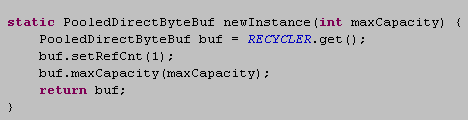 static PooledDirectByteBuf newInstance(int maxCapacity) {
    PooledDirectByteBuf buf = RECYCLER.get();
    buf.setRefCnt(1);
    buf.maxCapacity(maxCapacity);
    return buf;
}